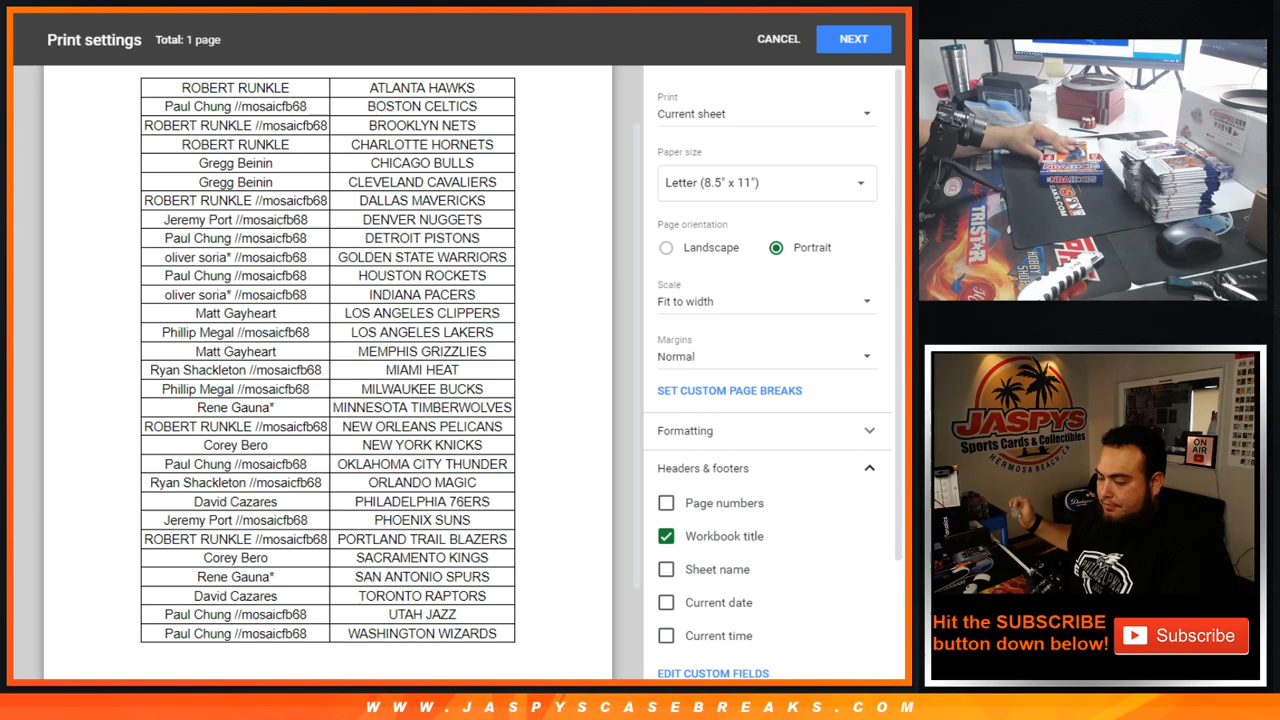 Print settings Total: 1 page CANCEL NEXT
ROBERT RUNKLE ATLANTA HAWKS
Paul Chung //mosaicfb68 BOSTON CELTICS
ROBERT RUNKLE //mosaicfb68 BROOKLYN NETS
ROBERT RUNKLE CHARLOTTE HORNETS
Gregg Beinin CHICAGO BULLS
Gregg Beinin CLEVELAND CAVALIERS
ROBERT RUNKLE //mosaicfb68 DALLAS MAVERICKS
Jeremy Port //mosaicfb68 DENVER NUGGETS
Paul Chung //mosaicfb68 DETROIT PISTONS
oliver soria* //mosaicfb68 GOLDEN STATE WARRIORS
Paul Chung //mosaicfb68 HOUSTON ROCKETS
oliver soria* //mosaicfb68 INDIANA PACERS
Matt Gayheart LOS ANGELES CLIPPERS
Phillip Megal //mosaicfb68 LOS ANGELES LAKERS
Matt Gayheart MEMPHIS GRIZZLIES
Ryan Shackleton //mosaicfb68 MIAMI HEAT
Phillip Megal //mosaicfb68 MILWAUKEE BUCKS
Rene Gauna* MINNESOTA TIMBERWOLVES
ROBERT RUNKLE //mosaicfb68 NEW ORLEANS PELICANS
Corey Bero NEW YORK KNICKS
Paul Chung //mosaicfb68 OKLAHOMA CITY THUNDER
Ryan Shackleton //mosaicfb68 ORLANDO MAGIC
David Cazares PHILADELPHIA 76ERS
Jeremy Port //mosaicfb68 PHOENIX SUNS
ROBERT RUNKLE //mosaicfb68 PORTLAND TRAIL BLAZERS
Corey Bero SACRAMENTO KINGS
Rene Gauna* SAN ANTONIO SPURS
David Cazares TORONTO RAPTORS
Paul Chung //mosaicfb68 UTAH JAZZ
Paul Chung //mosaicfb68 WASHINGTON WIZARDS
Print
Current sheet
Paper size
Letter (8.5" x 11")
Page orientation
Landscape Portrait
Scale
Fit to width
Margins
Normal
SET CUSTOM PAGE BREAKS
Formatting
Headers & footers
Page numbers
Workbook title
Sheet name
Current date
Current time
EDIT CUSTOM FIELDS
TRISTAR
HOBBY
JASPYS
Sports Cards & Collectibles
HERMOSA BEACH, CA
ON AIR
Dodgers
Hit the SUBSCRIBE
button down below!
Subscribe
WWW.JASPYSCASEBREAKS.COM